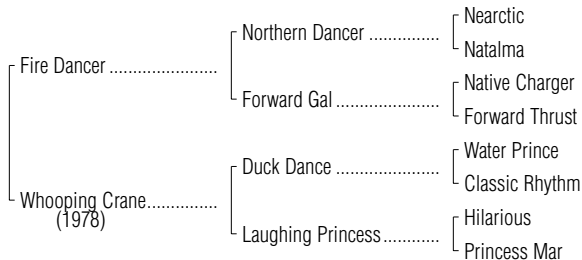 Nearctic
Northern Dancer ...............
Natalma
Fire Dancer .......................
Native Charger
Forward Gal ......................
Forward Thrust
Water Prince
Duck Dance ......................
Classic Rhythm
Whooping Crane...............
(1978)
Hilarious
Laughing Princess............
Princess Mar